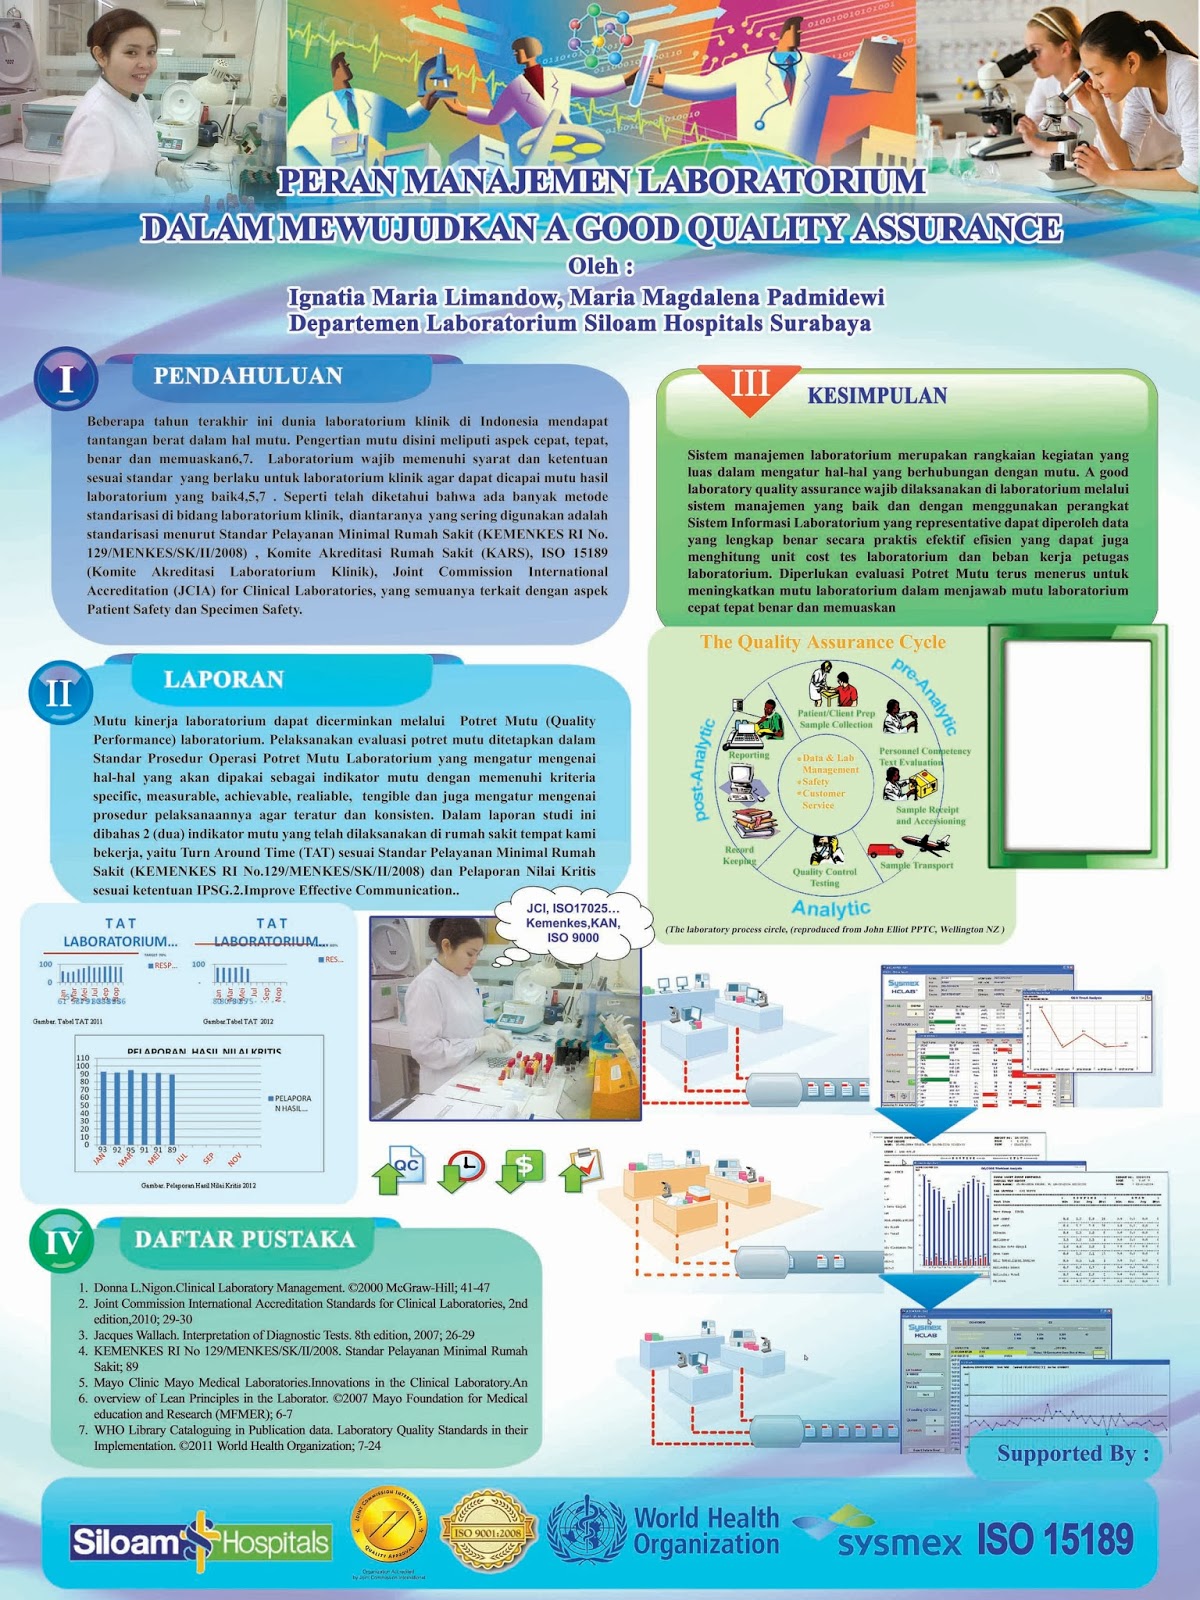 PERAN MANAJEMEN LABORATORIUM
DALAM MEWUJUDKAN A GOOD QUALITY ASSURANCE
Oleh :
Ignatia Maria Limandow, Maria Magdalena Padmidewi
Departemen Laboratorium Siloam Hospitals Surabaya
I
PENDAHULUAN
Beberapa tahun terakhir ini dunia laboratorium klinik di Indonesia mendapat
tantangan berat dalam hal mutu. Pengertian mutu disini meliputi aspek cepat, tepat,
benar dan memuaskan6,7. Laboratorium wajib memenuhi syarat dan ketentuan
sesuai standar yang berlaku untuk laboratorium klinik agar dapat dicapai mutu hasil
laboratorium yang baik4,5,7 . Seperti telah diketahui bahwa ada banyak metode
standarisasi di bidang laboratorium klinik, diantaranya yang sering digunakan adalah
standarisasi menurut Standar Pelayanan Minimal Rumah Sakit (KEMENKES RI No.
129/MENKES/SK/II/2008) , Komite Akreditasi Rumah Sakit (KARS), ISO 15189
(Komite Akreditasi Laboratorium Klinik), Joint Commission International
Accreditation (JCIA) for Clinical Laboratories, yang semuanya terkait dengan aspek
Patient Safety dan Specimen Safety.
II
LAPORAN
Mutu kinerja laboratorium dapat dicerminkan melalui Potret Mutu (Quality
Performance) laboratorium. Pelaksanakan evaluasi potret mutu ditetapkan dalam
Standar Prosedur Operasi Potret Mutu Laboratorium yang mengatur mengenai
hal-hal yang akan dipakai sebagai indikator mutu dengan memenuhi kriteria
specific, measurable, achievable, realiable, tengible dan juga mengatur mengenai
prosedur pelaksanaannya agar teratur dan konsisten. Dalam laporan studi ini
dibahas 2 (dua) indikator mutu yang telah dilaksanakan di rumah sakit tempat kami
bekerja, yaitu Turn Around Time (TAT) sesuai Standar Pelayanan Minimal Rumah
Sakit (KEMENKES RI No.129/MENKES/SK/II/2008) dan Pelaporan Nilai Kritis
sesuai ketentuan IPSG.2.Improve Effective Communication..
TAT
LABORATORIUM...
100
RESP...
Jan Mar Mei Jul Sep Nop
Gambar. Tabel TAT 2011
TAT
LABORATORIUM...
100
RES...
Jan Mar Mei Jul Sep Nop
Gambar.Tabel TAT 2012
PELAPORAN HASIL NILAI KRITIS
110
100
90
80
70
60
50
40
30
20
10
0
93 92 95 91 91 89
JAN MAR MEI JUL SEP NOV
PELAPORA
N HASIL...
Gambar. Pelaporan Hasil Nilai Kritis 2012
JCI, ISO17025...
Kemenkes,KAN,
ISO 9000
QC
$
III
KESIMPULAN
Sistem manajemen laboratorium merupakan rangkaian kegiatan yang
luas dalam mengatur hal-hal yang berhubungan dengan mutu. A good
laboratory quality assurance wajib dilaksanakan di laboratorium melalui
sistem manajemen yang baik dan dengan menggunakan perangkat
Sistem Informasi Laboratorium yang representative dapat diperoleh data
yang lengkap benar secara praktis efektif efisien yang dapat juga
menghitung unit cost tes laboratorium dan beban kerja petugas
laboratorium. Diperlukan evaluasi Potret Mutu terus menerus untuk
meningkatkan mutu laboratorium dalam menjawab mutu laboratorium
cepat tepat benar dan memuaskan
The Quality Assurance Cycle
pre-Analytic
Patient/Client Prep
Sample Collection
Personnel Competency
Test Evaluation
Sample Receipt
and Accessioning
Sample Transport
Quality Control
Testing
Analytic
Record
Keeping
Reporting
post-Analytic
Data & Lab
Management
Safety
Customer
Service
(The laboratory process circle, (reproduced from John Elliot PPTC, Wellington NZ )
Sysmex
HCLAB
Sysmex
HCLAB
IV
DAFTAR PUSTAKA
1. Donna L.Nigon.Clinical Laboratory Management. ©2000 McGraw-Hill; 41-47
2. Joint Commission International Accreditation Standards for Clinical Laboratories, 2nd
edition,2010; 29-30
3. Jacques Wallach. Interpretation of Diagnostic Tests. 8th edition, 2007; 26-29
4. KEMENKES RI No 129/MENKES/SK/II/2008. Standar Pelayanan Minimal Rumah
Sakit; 89
5. Mayo Clinic Mayo Medical Laboratories.Innovations in the Clinical Laboratory.An
6. overview of Lean Principles in the Laborator. ©2007 Mayo Foundation for Medical
education and Research (MFMER); 6-7
7. WHO Library Cataloguing in Publication data. Laboratory Quality Standards in their
Implementation. ©2011 World Health Organization; 7-24
Supported By :
Siloam Hospitals
JOINT COMMISSION INTERNATIONAL
QUALITY APPROVAL
Organization Accredited
by Joint Commission International
ISO 9001:2008
World Health
Organization
sysmex
ISO 15189